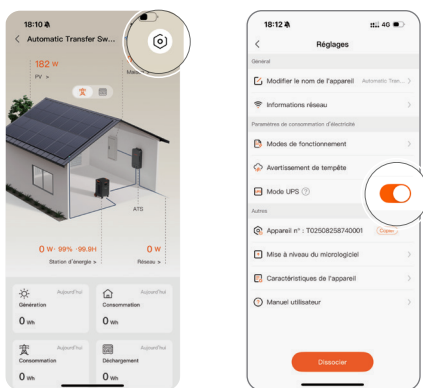 18:10
Automatic Transfer Sw...
182 W
PV >
ATS
0 W · 99% ·99.9H
Station d'énergie >
0 W
Réseau >
Aujourd'hui
Génération
0 Wh
Aujourd'hui
Consommation
0 Wh
Aujourd'hui
Consommation
0 Wh
Aujourd'hui
Déchargement
0 Wh
18:12
4G
Réglages
Général
Modifier le nom de l'appareil
Automatic Tran...
Informations réseau
Paramètres de consommation d'électricité
Modes de fonctionnement
Avertissement de tempête
Mode UPS
Autres
Appareil n° : T02508258740001
Copier
Mise à niveau du micrologiciel
Caractéristiques de l'appareil
Manuel utilisateur
Dissocier